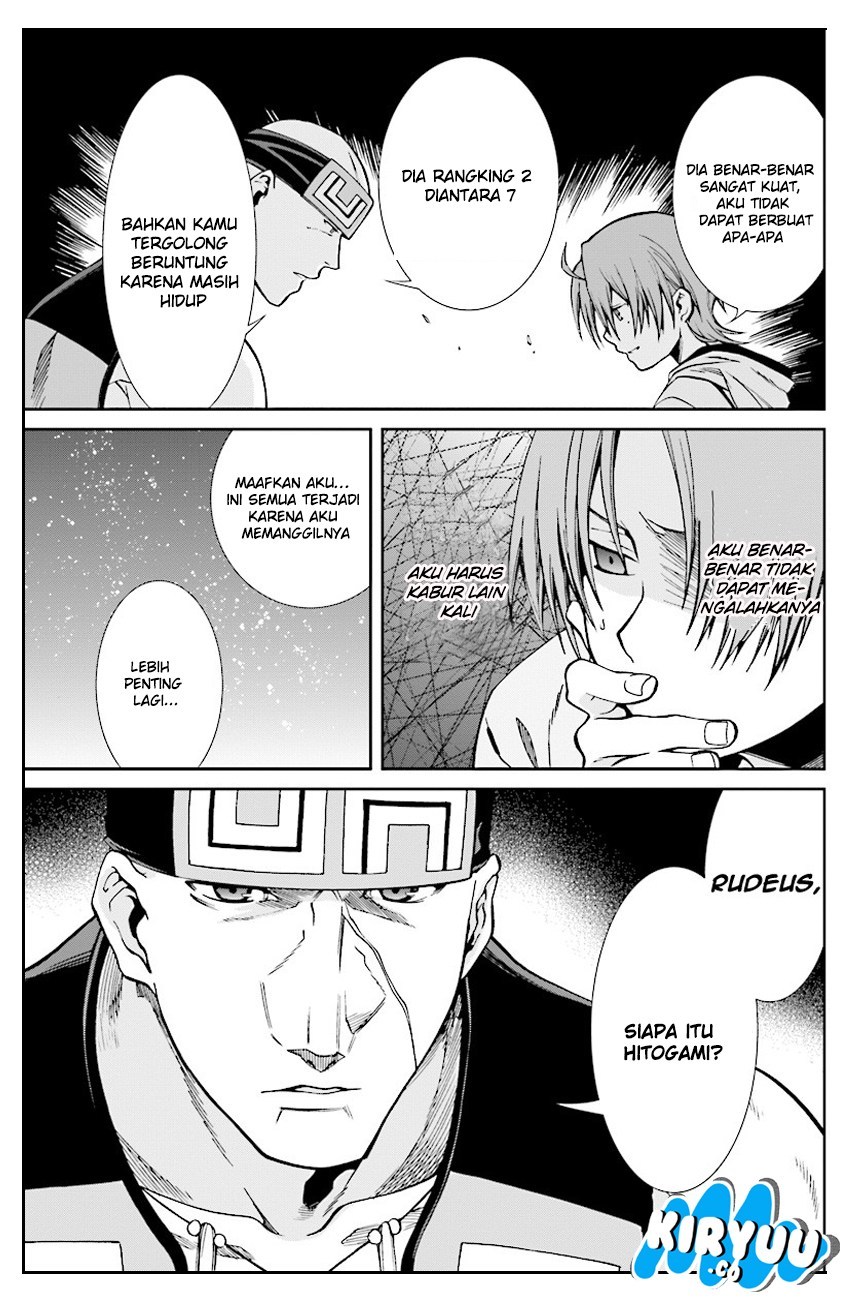 DIA BENAR-BENAR
SANGAT KUAT,
AKU TIDAK
DAPAT BERBUAT
APA-APA
DIA RANGKING 2
DIANTARA 7
BAHKAN KAMU
TERGOLONG
BERUNTUNG
KARENA MASIH
HIDUP
AKU BENAR-
BENAR TIDAK
DAPAT ME-
NGALAHKANYA
AKU HARUS
KABUR LAIN
KALI
MAAFKAN AKU...
INI SEMUA TERJADI
KARENA AKU
MEMANGGILNYA
LEBIH
PENTING
LAGI...
RUDEUS,
SIAPA ITU
HITOGAMI?
KIRYUU
.CO